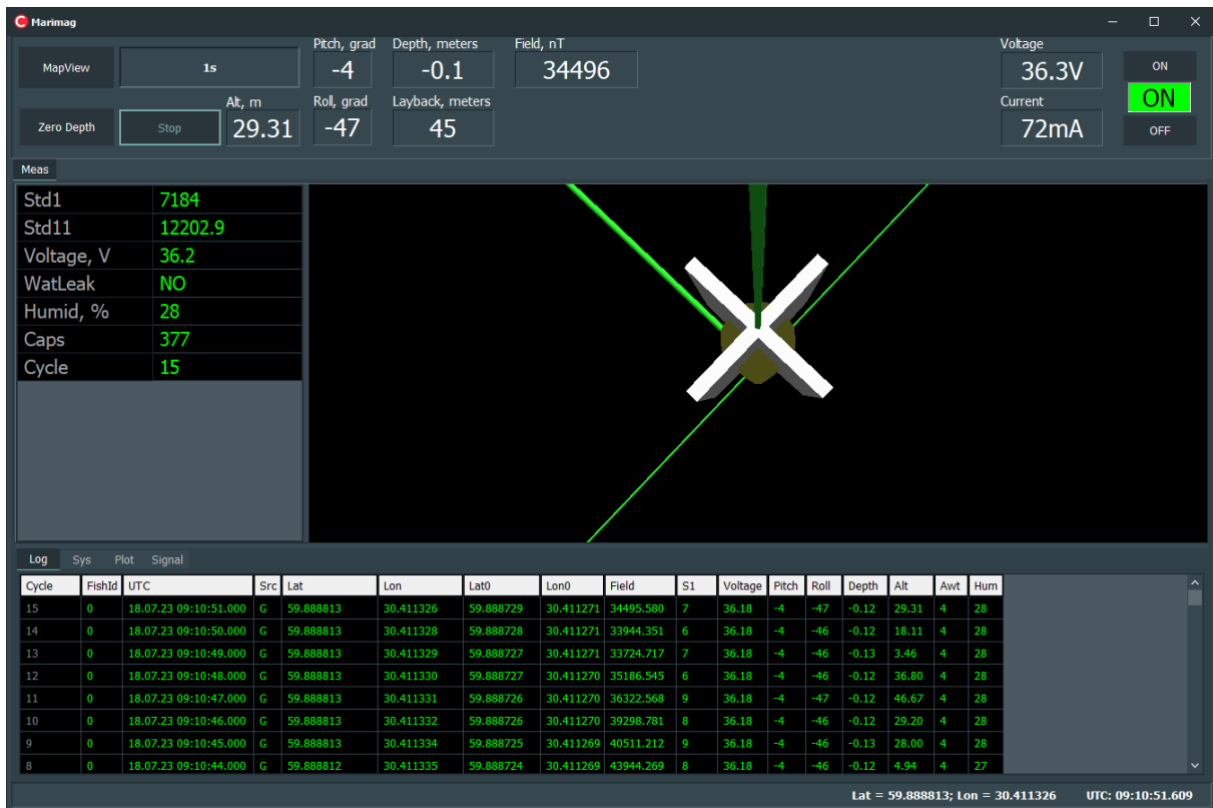 Marimag
Pitch, grad Depth, meters Field, nT Voltage
MapView 1s -4 -0.1 34496 36.3V ON
Alt, m Roll, grad Layback, meters Current ON
Zero Depth Stop 29.31 -47 45 72mA OFF
Meas
Std1 7184
Std11 12202.9
Voltage, V 36.2
WatLeak NO
Humid, % 28
Caps 377
Cycle 15
Log Sys Plot Signal
Cycle FishId UTC Src Lat Lon Lat0 Lon0 Field S1 Voltage Pitch Roll Depth Alt Awt Hum
15 0 18.07.23 09:10:51.000 G 59.888813 30.411326 59.888729 30.411271 34495.580 7 36.18 -4 -47 -0.12 29.31 4 28
14 0 18.07.23 09:10:50.000 G 59.888813 30.411328 59.888728 30.411271 33944.351 6 36.18 -4 -46 -0.12 18.11 4 28
13 0 18.07.23 09:10:49.000 G 59.888813 30.411329 59.888727 30.411271 33724.717 7 36.18 -4 -46 -0.13 3.46 4 28
12 0 18.07.23 09:10:48.000 G 59.888813 30.411330 59.888727 30.411270 35186.545 6 36.18 -4 -46 -0.12 36.80 4 28
11 0 18.07.23 09:10:47.000 G 59.888813 30.411331 59.888726 30.411270 36322.568 9 36.18 -4 -47 -0.12 46.67 4 28
10 0 18.07.23 09:10:46.000 G 59.888813 30.411332 59.888726 30.411270 39298.781 8 36.18 -4 -46 -0.12 29.20 4 28
9 0 18.07.23 09:10:45.000 G 59.888813 30.411334 59.888725 30.411269 40511.212 9 36.18 -4 -46 -0.13 28.00 4 28
8 0 18.07.23 09:10:44.000 G 59.888812 30.411335 59.888724 30.411269 43944.269 8 36.18 -4 -46 -0.12 4.94 4 27
Lat = 59.888813; Lon = 30.411326 UTC: 09:10:51.609